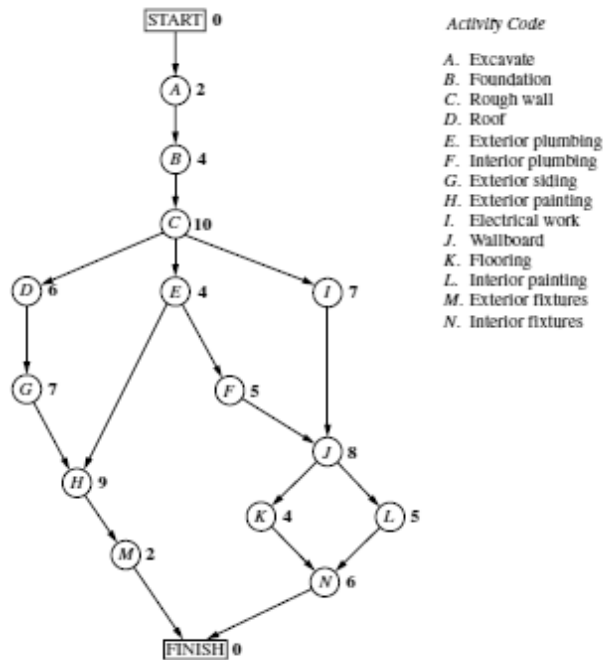 START 0
Activity Code
A 2
A. Excavate
B. Foundation
C. Rough wall
D. Roof
E. Exterior plumbing
F. Interior plumbing
G. Exterior siding
H. Exterior painting
I. Electrical work
J. Wallboard
K. Flooring
L. Interior painting
M. Exterior fixtures
N. Interior fixtures
B 4
C 10
D 6
E 4
I 7
G 7
F 5
J 8
H 9
K 4
L 5
M 2
N 6
FINISH 0